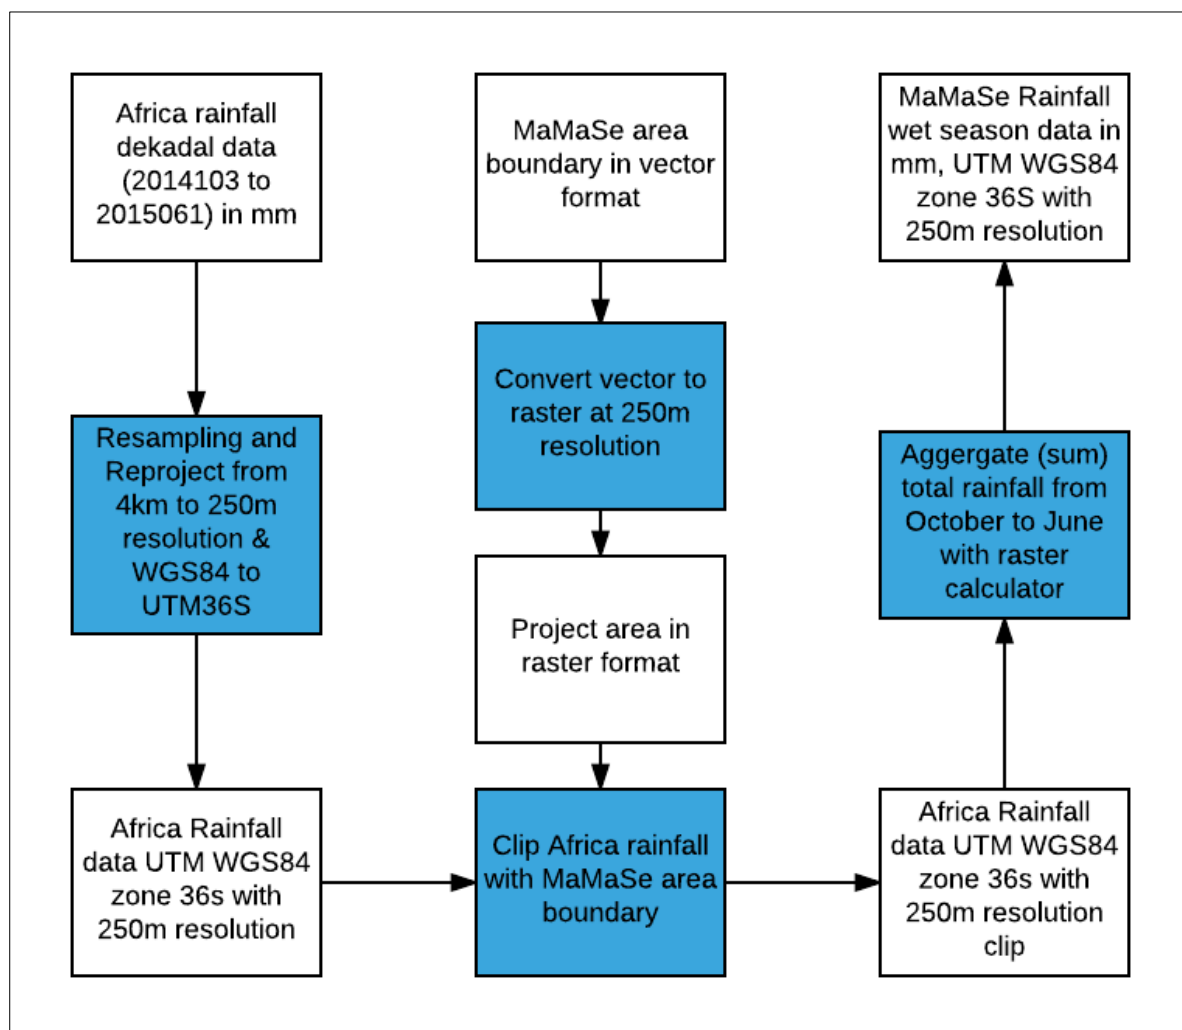 Africa rainfall
dekadal data
(2014103 to
2015061) in mm
Resampling and
Reproject from
4km to 250m
resolution &
WGS84 to
UTM36S
Africa Rainfall
data UTM WGS84
zone 36s with
250m resolution
MaMaSe area
boundary in vector
format
Convert vector to
raster at 250m
resolution
Project area in
raster format
Clip Africa rainfall
with MaMaSe area
boundary
Africa Rainfall
data UTM WGS84
zone 36s with
250m resolution
clip
Aggergate (sum)
total rainfall from
October to June
with raster
calculator
MaMaSe Rainfall
wet season data in
mm, UTM WGS84
zone 36S with
250m resolution